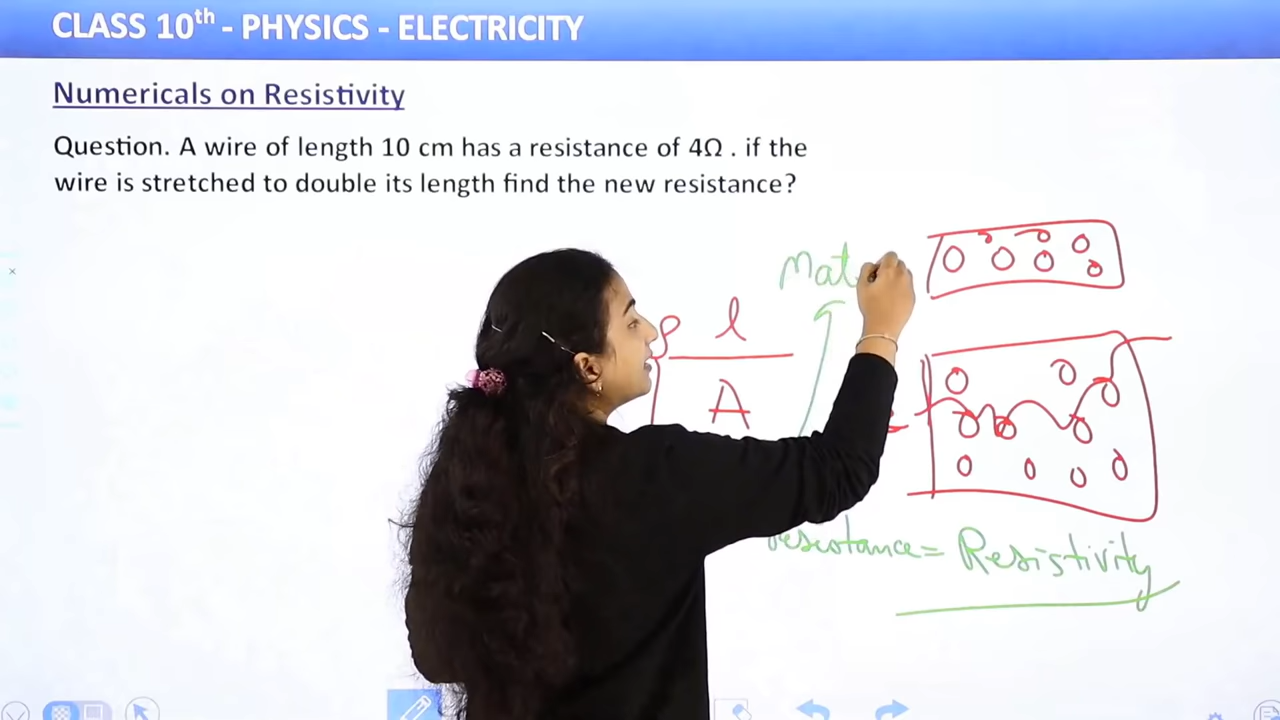 CLASS 10th - PHYSICS - ELECTRICITY
Numericals on Resistivity
Question. A wire of length 10 cm has a resistance of 4Ω . if the
wire is stretched to double its length find the new resistance?
Mat
ρ l
A
= Resistivity